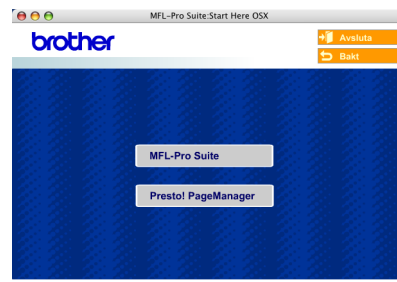 MFL-Pro Suite:Start Here OSX
brother
Avsluta
Bakt
MFL-Pro Suite
Presto! PageManager